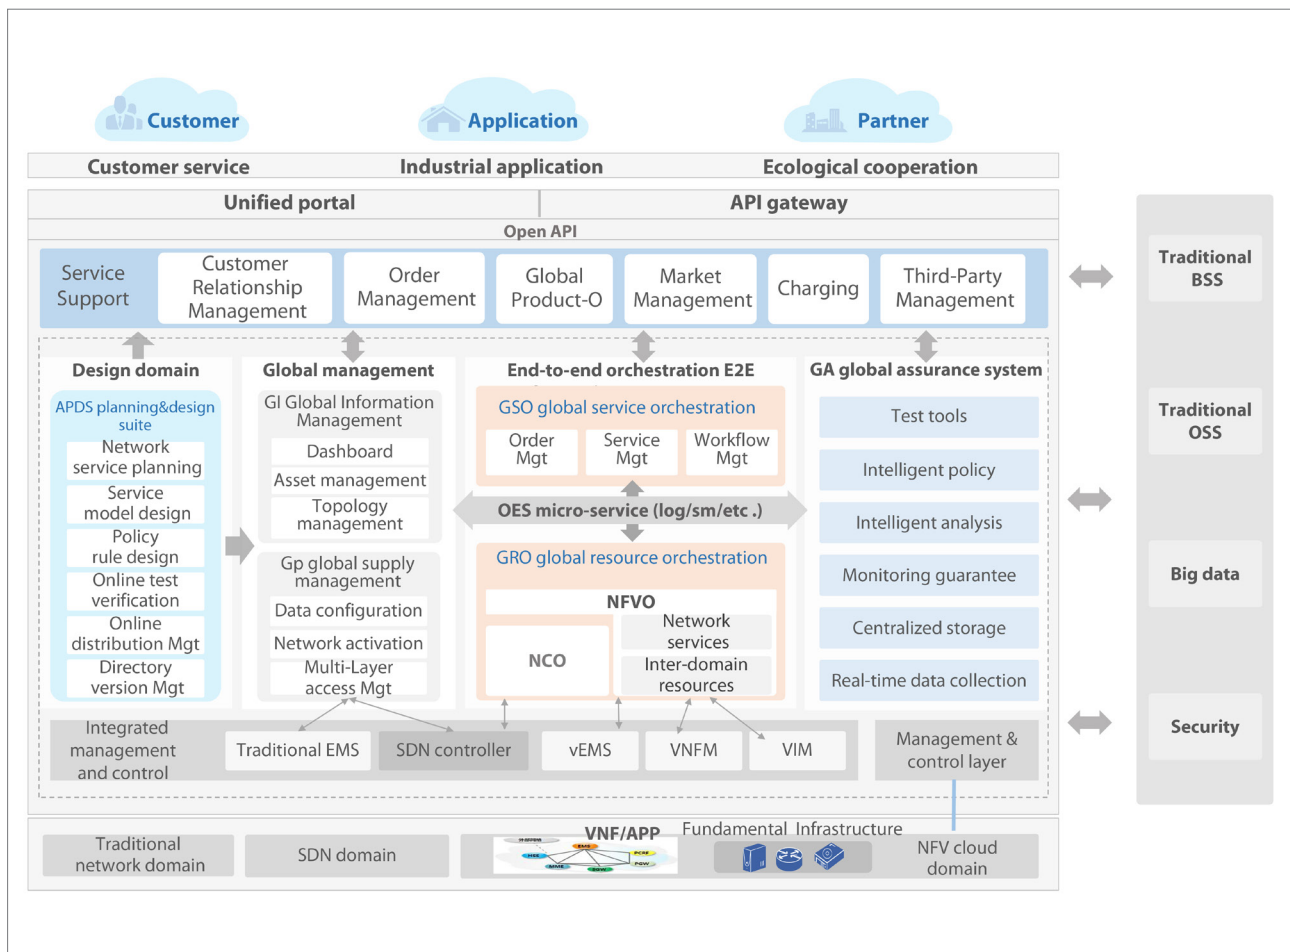 Customer
Application
Partner
Customer service
Industrial application
Ecological cooperation
Unified portal
API gateway
Open API
Service
Support
Customer
Relationship
Management
Order
Management
Global
Product-O
Market
Management
Charging
Third-Party
Management
Traditional
BSS
Traditional
OSS
Big data
Security
Design domain
APDS planning&design
suite
Network
service planning
Service
model design
Policy
rule design
Online test
verification
Online
distribution Mgt
Directory
version Mgt
Global management
GI Global Information
Management
Dashboard
Asset management
Topology
management
Gp global supply
management
Data configuration
Network activation
Multi-Layer
access Mgt
End-to-end orchestration E2E
GSO global service orchestration
Order
Mgt
Service
Mgt
Workflow
Mgt
OES micro-service (log/sm/etc .)
GRO global resource orchestration
NFVO
NCO
Network
services
Inter-domain
resources
GA global assurance system
Test tools
Intelligent policy
Intelligent analysis
Monitoring guarantee
Centralized storage
Real-time data collection
Integrated
management
and control
Traditional EMS
SDN controller
vEMS
VNFM
VIM
Management &
control layer
Traditional
network domain
SDN domain
VNF/APP
EMS
HSS
PCRF
MME
SGW
PGW
Fundamental Infrastructure
NFV cloud
domain